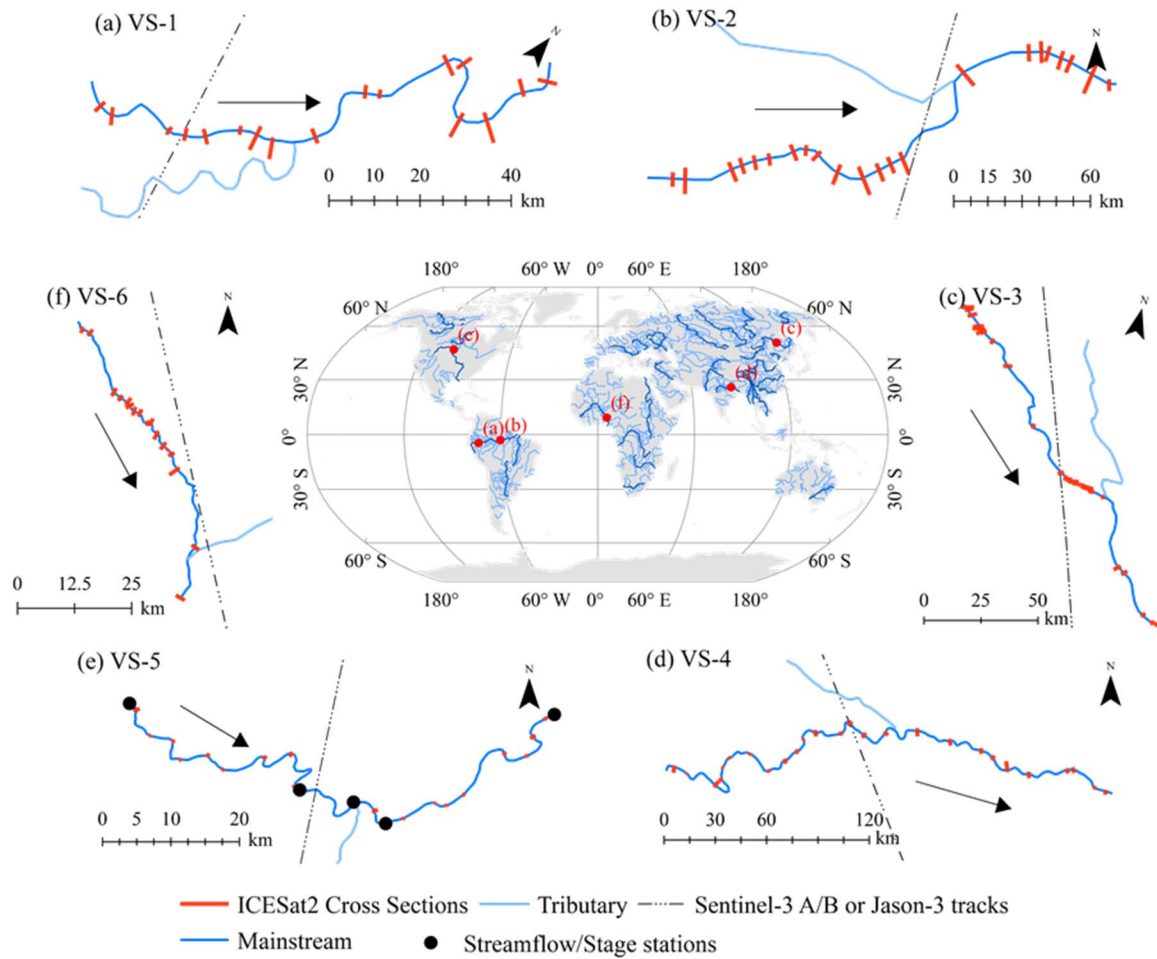 (a) VS-1
N
0 10 20 40
km
(b) VS-2
N
0 15 30 60
km
(f) VS-6
N
0 12.5 25
km
180° 60° W 0° 60° E 180°
60° N 60° N
30° N 30° N
0° 0°
30° S 30° S
60° S 60° S
180° 60° W 0° 60° E 180°
(c)
(c)
(d)
(f)
(a) (b)
(c) VS-3
N
0 25 50
km
(e) VS-5
N
0 5 10 20
km
(d) VS-4
N
0 30 60 120
km
ICESat2 Cross Sections Tributary Sentinel-3 A/B or Jason-3 tracks
Mainstream Streamflow/Stage stations